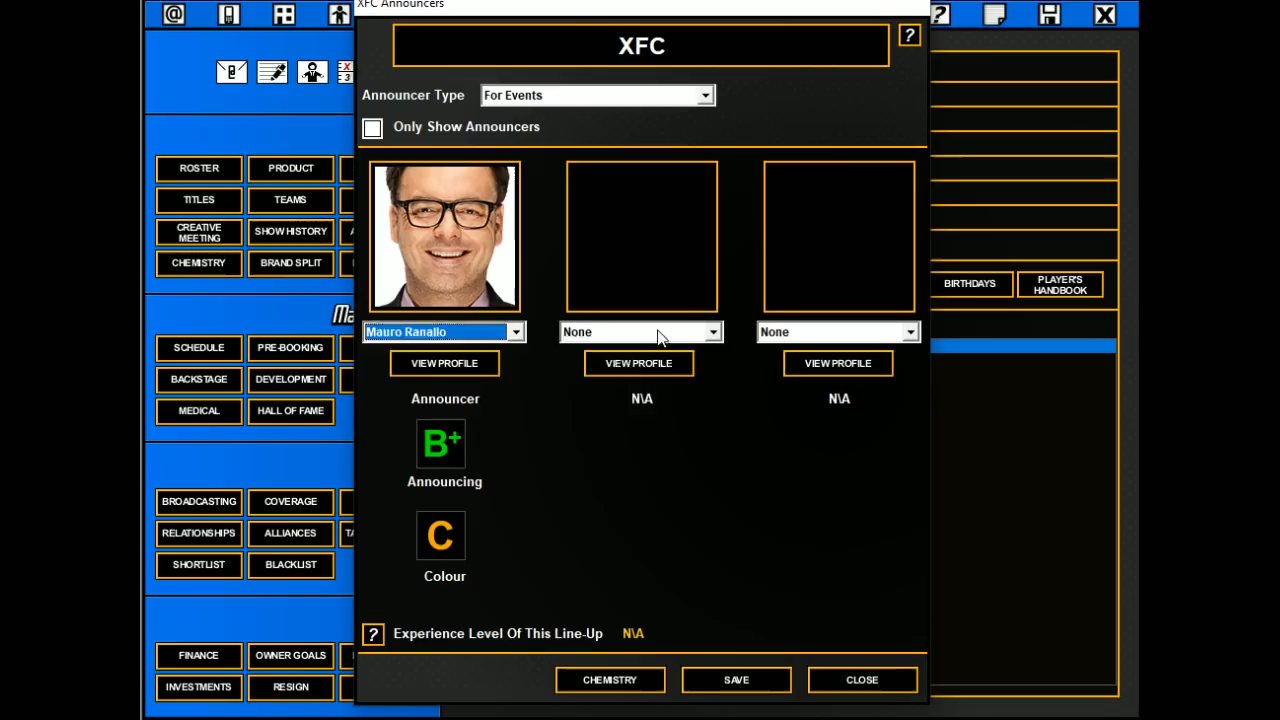 XFC Announcers
@
?
X
XFC
?
Announcer Type
For Events
Only Show Announcers
X
3
ROSTER
PRODUCT
TITLES
TEAMS
CREATIVE
MEETING
SHOW HISTORY
CHEMISTRY
BRAND SPLIT
BIRTHDAYS
PLAYER'S
HANDBOOK
Mauro Ranallo
None
None
SCHEDULE
PRE-BOOKING
VIEW PROFILE
VIEW PROFILE
VIEW PROFILE
BACKSTAGE
DEVELOPMENT
Announcer
N\A
N\A
MEDICAL
HALL OF FAME
B+
Announcing
BROADCASTING
COVERAGE
RELATIONSHIPS
ALLIANCES
C
SHORTLIST
BLACKLIST
Colour
?
Experience Level Of This Line-Up
N\A
FINANCE
OWNER GOALS
INVESTMENTS
RESIGN
CHEMISTRY
SAVE
CLOSE